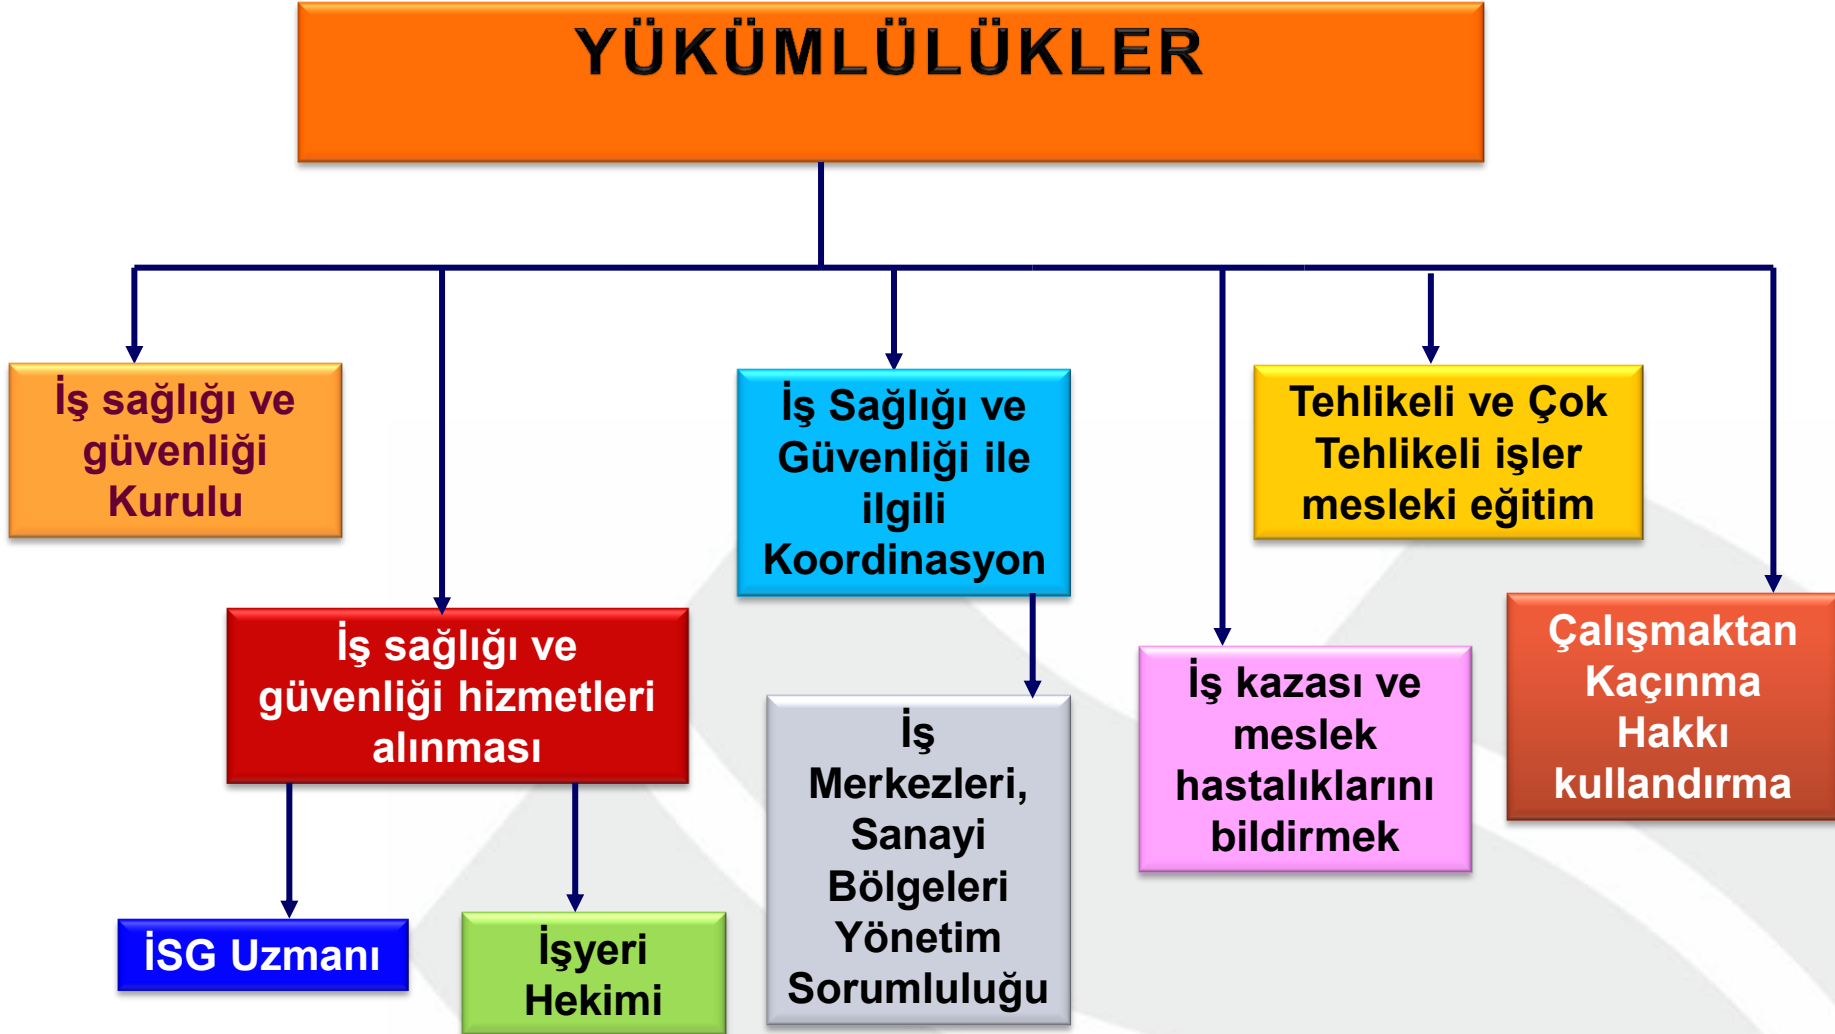 YÜKÜMLÜLÜKLER
İş sağlığı ve
güvenliği
Kurulu
İş Sağlığı ve
Güvenliği ile
ilgili
Koordinasyon
Tehlikeli ve Çok
Tehlikeli işler
mesleki eğitim
İş sağlığı ve
güvenliği hizmetleri
alınması
İş
Merkezleri,
Sanayi
Bölgeleri
Yönetim
Sorumluluğu
İş kazası ve
meslek
hastalıklarını
bildirmek
Çalışmaktan
Kaçınma
Hakkı
kullandırma
İSG Uzmanı
İşyeri
Hekimi